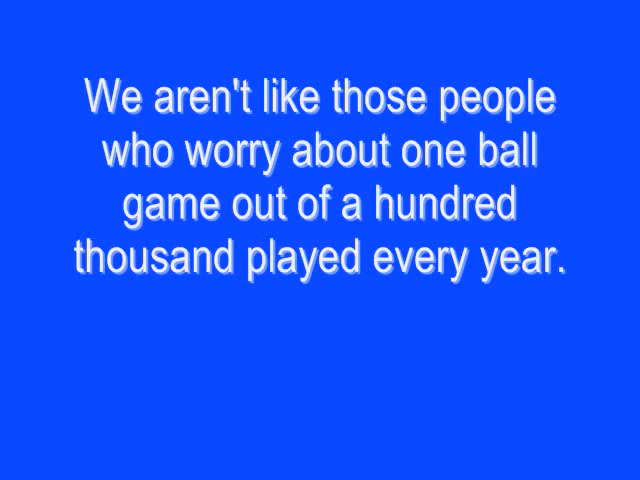 We aren't like those people
who worry about one ball
game out of a hundred
thousand played every year.